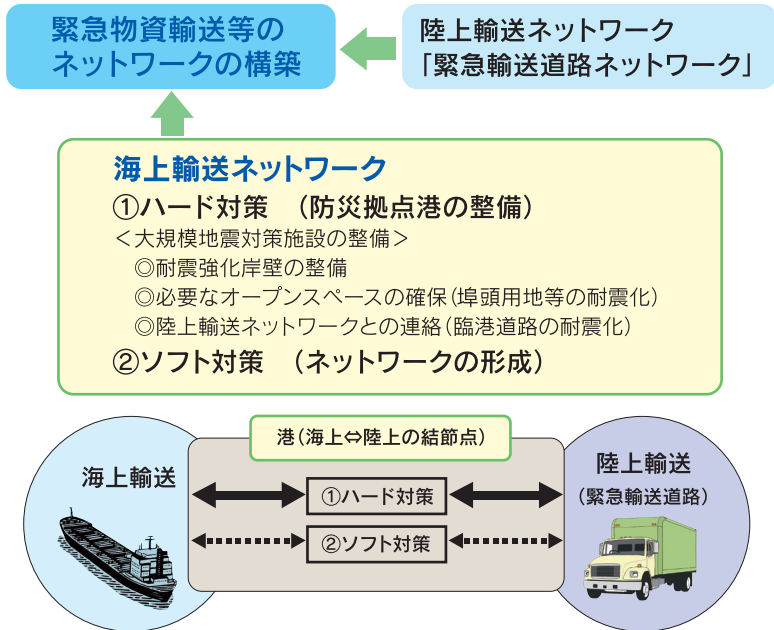 緊急物資輸送等の
ネットワークの構築
陸上輸送ネットワーク
「緊急輸送道路ネットワーク」
海上輸送ネットワーク
①ハード対策　（防災拠点港の整備）
＜大規模地震対策施設の整備＞
◎耐震強化岸壁の整備
◎必要なオープンスペースの確保（埠頭用地等の耐震化）
◎陸上輸送ネットワークとの連絡（臨港道路の耐震化）
②ソフト対策　（ネットワークの形成）
港（海上⇔陸上の結節点）
海上輸送
陸上輸送
（緊急輸送道路）
①ハード対策
②ソフト対策